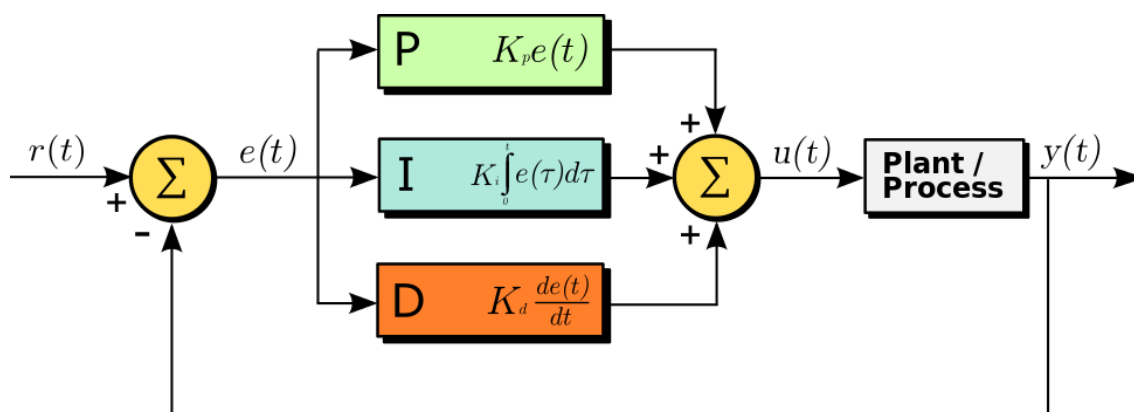 P K_p e(t)
r(t)
+
-
Σ
e(t)
I K_i ∫_0^t e(τ)dτ
D K_d de(t)/dt
+
+
+
Σ
u(t)
Plant /
Process
y(t)